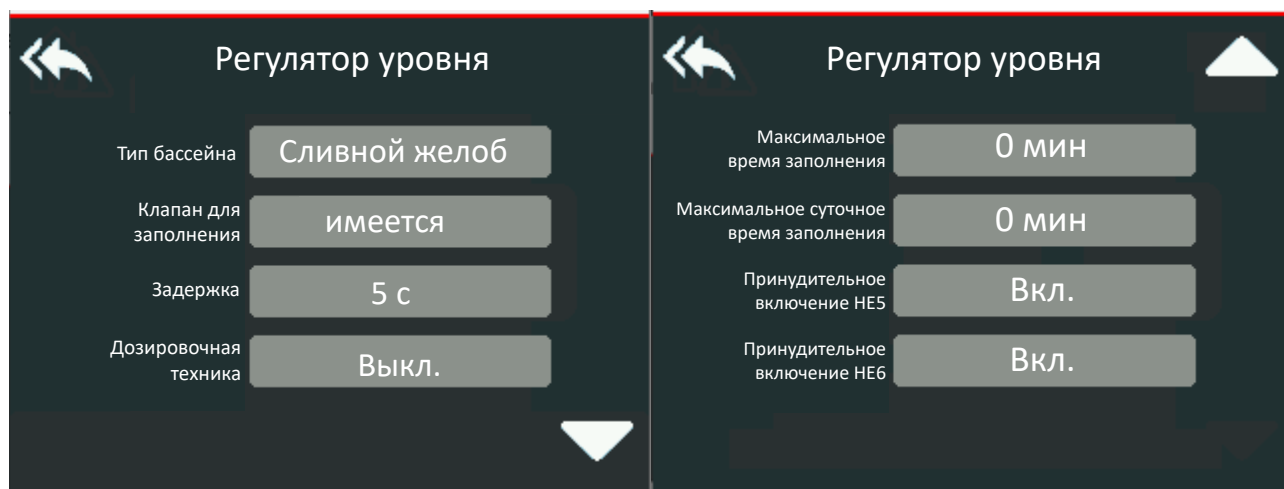 Регулятор уровня
Тип бассейна
Сливной желоб
Клапан для
заполнения
имеется
Задержка
5 с
Дозировочная
техника
Выкл.
Регулятор уровня
Максимальное
время заполнения
0 мин
Максимальное суточное
время заполнения
0 мин
Принудительное
включение НЕ5
Вкл.
Принудительное
включение НЕ6
Вкл.